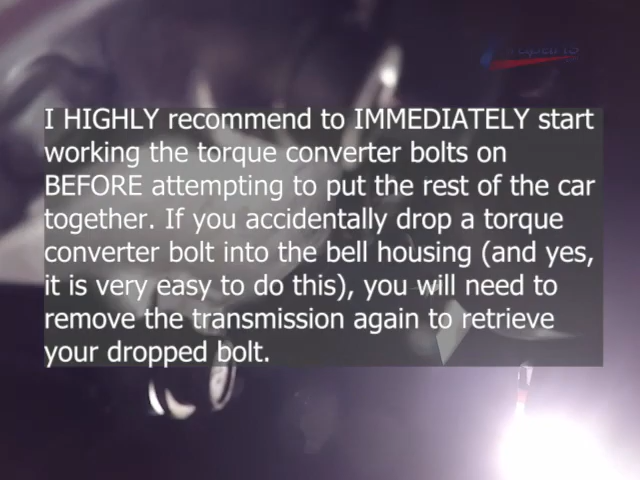 I HIGHLY recommend to IMMEDIATELY start
working the torque converter bolts on
BEFORE attempting to put the rest of the car
together. If you accidentally drop a torque
converter bolt into the bell housing (and yes,
it is very easy to do this), you will need to
remove the transmission again to retrieve
your dropped bolt.